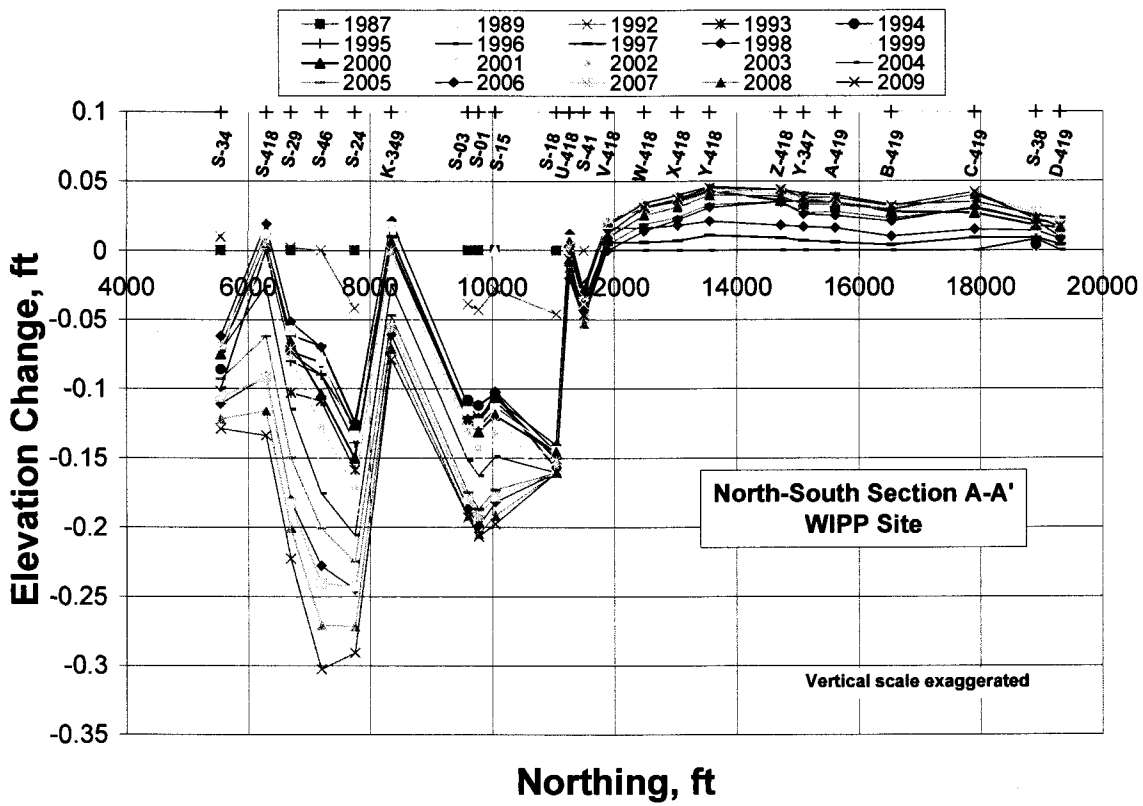 1987 1989 1992 1993 1994
1995 1996 1997 1998 1999
2000 2001 2002 2003 2004
2005 2006 2007 2008 2009
0.1
0.05
0
-0.05
-0.1
-0.15
-0.2
-0.25
-0.3
-0.35
Elevation Change, ft
S-34
S-418
S-29
S-46
S-24
K-349
S-03
S-01
S-15
S-18
U-418
S-41
V-418
W-418
X-418
Y-418
Z-418
Y-347
A-419
B-419
C-419
S-38
D-419
4000 6000 8000 10000 12000 14000 16000 18000 20000
North-South Section A-A'
WIPP Site
Vertical scale exaggerated
Northing, ft